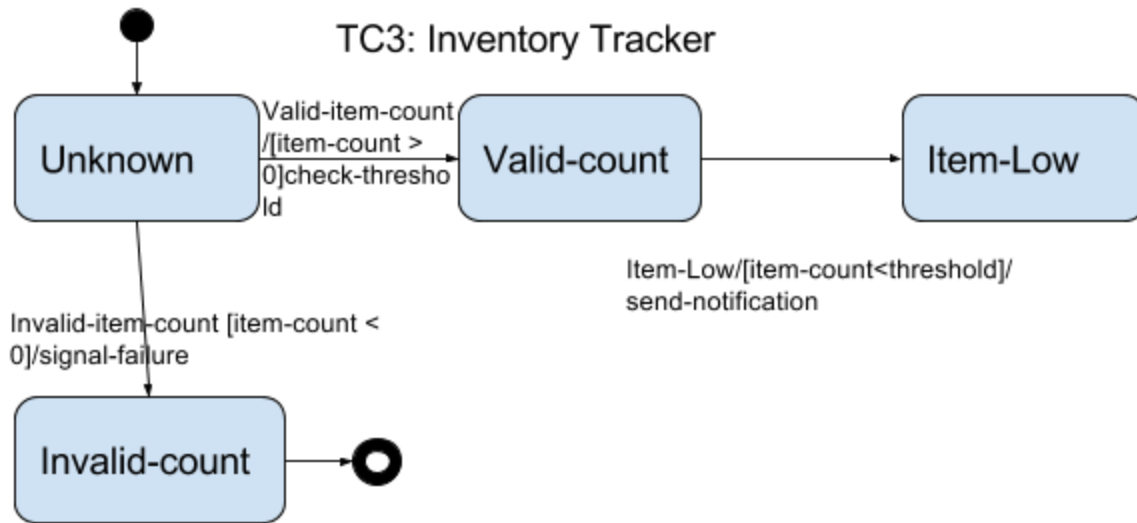 TC3: Inventory Tracker
Unknown
Valid-item-count
/[item-count >
0]check-thresho
ld
Valid-count
Item-Low
Item-Low/[item-count<threshold]/
send-notification
Invalid-item-count [item-count <
0]/signal-failure
Invalid-count